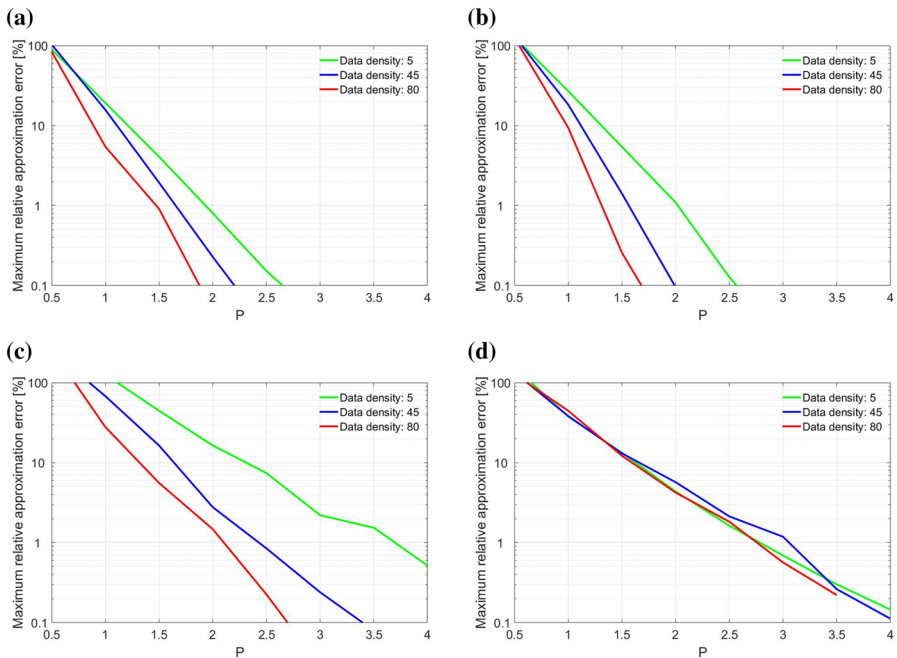 (a)
Maximum relative approximation error [%]
100
10
1
0.1
Data density: 5
Data density: 45
Data density: 80
0.5 1 1.5 2 2.5 3 3.5 4
P
(b)
Maximum relative approximation error [%]
100
10
1
0.1
Data density: 5
Data density: 45
Data density: 80
0.5 1 1.5 2 2.5 3 3.5 4
P
(c)
Maximum relative approximation error [%]
100
10
1
0.1
Data density: 5
Data density: 45
Data density: 80
0.5 1 1.5 2 2.5 3 3.5 4
P
(d)
Maximum relative approximation error [%]
100
10
1
0.1
Data density: 5
Data density: 45
Data density: 80
0.5 1 1.5 2 2.5 3 3.5 4
P